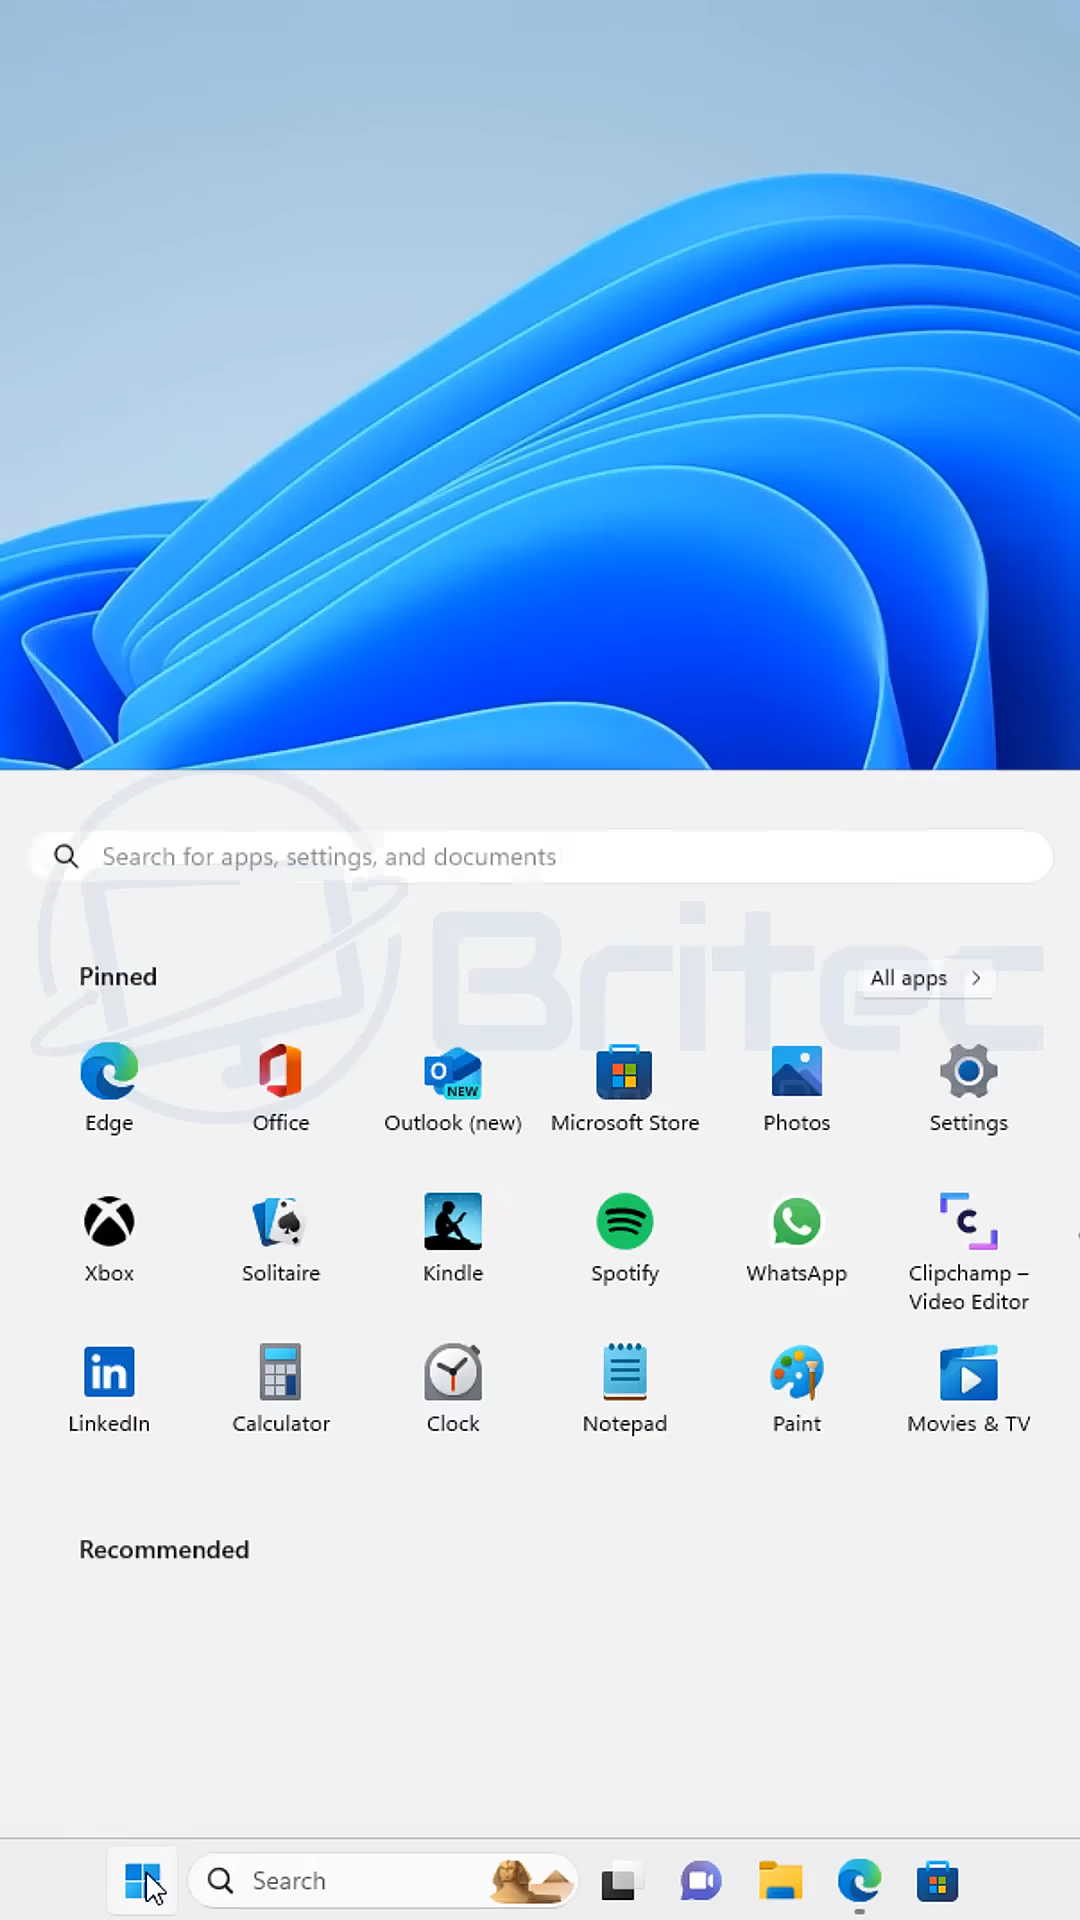 Search for apps, settings, and documents
Britec
Pinned
All apps
Edge
Office
Outlook (new)
Microsoft Store
Photos
Settings
Xbox
Solitaire
Kindle
Spotify
WhatsApp
Clipchamp –
Video Editor
LinkedIn
Calculator
Clock
Notepad
Paint
Movies & TV
Recommended
Search